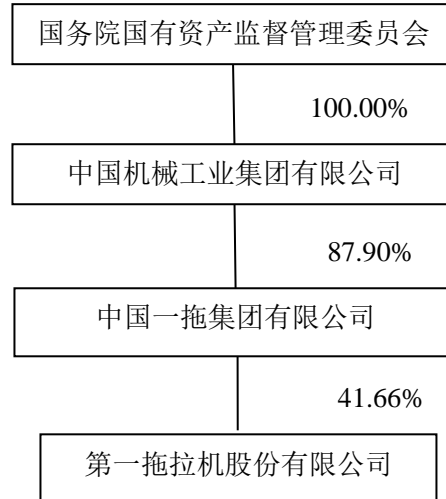 国务院国有资产监督管理委员会
100.00%
中国机械工业集团有限公司
87.90%
中国一拖集团有限公司
41.66%
第一拖拉机股份有限公司